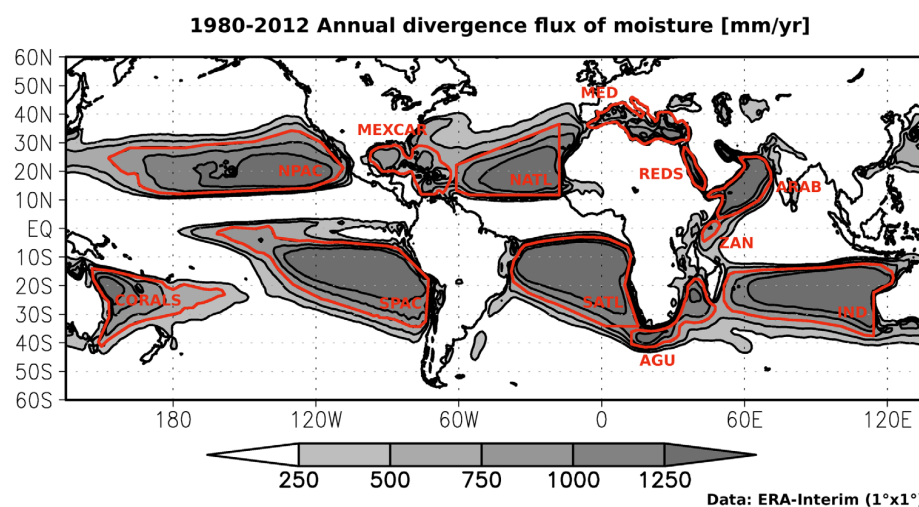 1980-2012 Annual divergence flux of moisture [mm/yr]
60N
50N
40N
30N
20N
10N
EQ
10S
20S
30S
40S
50S
60S
MED
MEXCAR
NPAC
NATL
REDS
ARAB
ZAN
CORALS
SPAC
SATL
IND
AGU
180 120W 60W 0 60E 120E
250 500 750 1000 1250
Data: ERA-Interim (1°x1°)